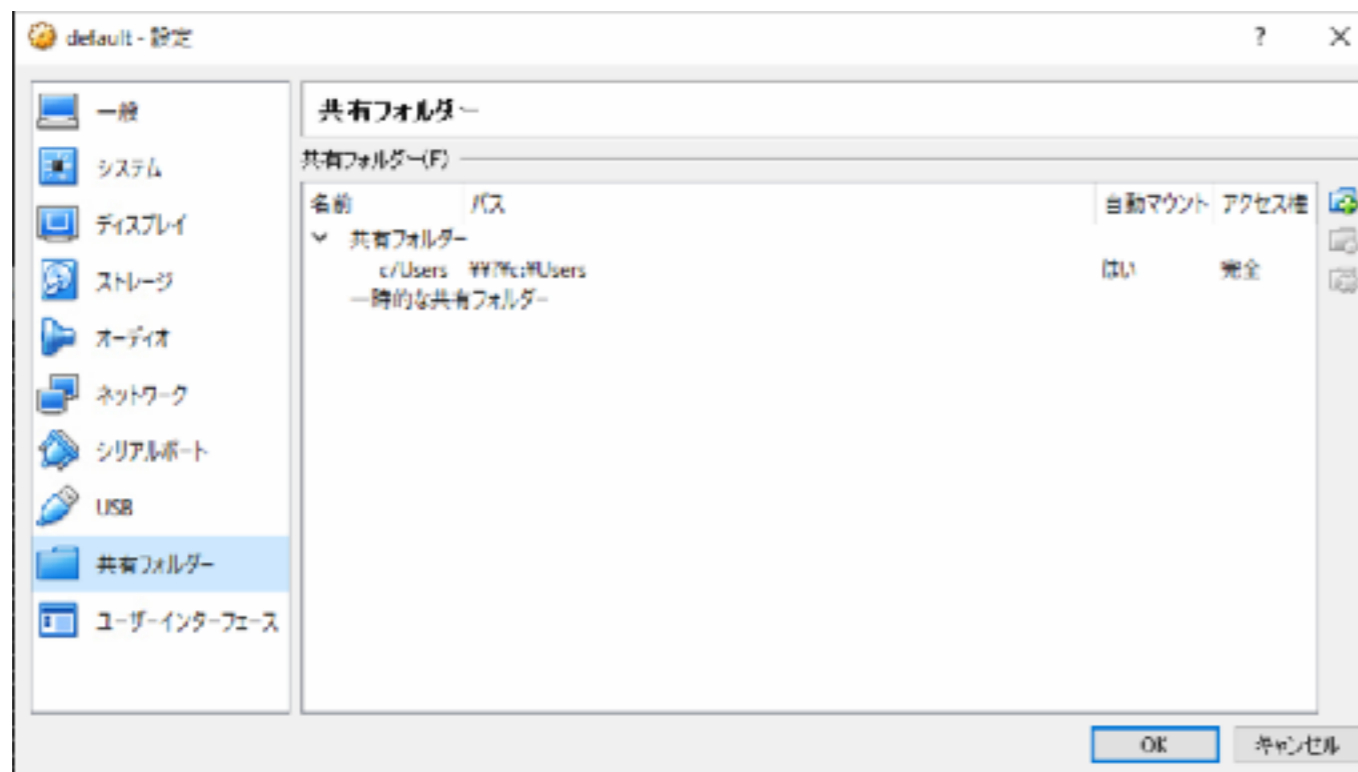 default - 設定
?
一般
システム
ディスプレイ
ストレージ
オーディオ
ネットワーク
シリアルポート
USB
共有フォルダー
ユーザーインターフェース
共有フォルダー
共有フォルダー(F)
名前 パス 自動マウント アクセス権
共有フォルダー
c/Users ¥¥?¥c:¥Users はい 完全
一時的な共有フォルダー
OK キャンセル